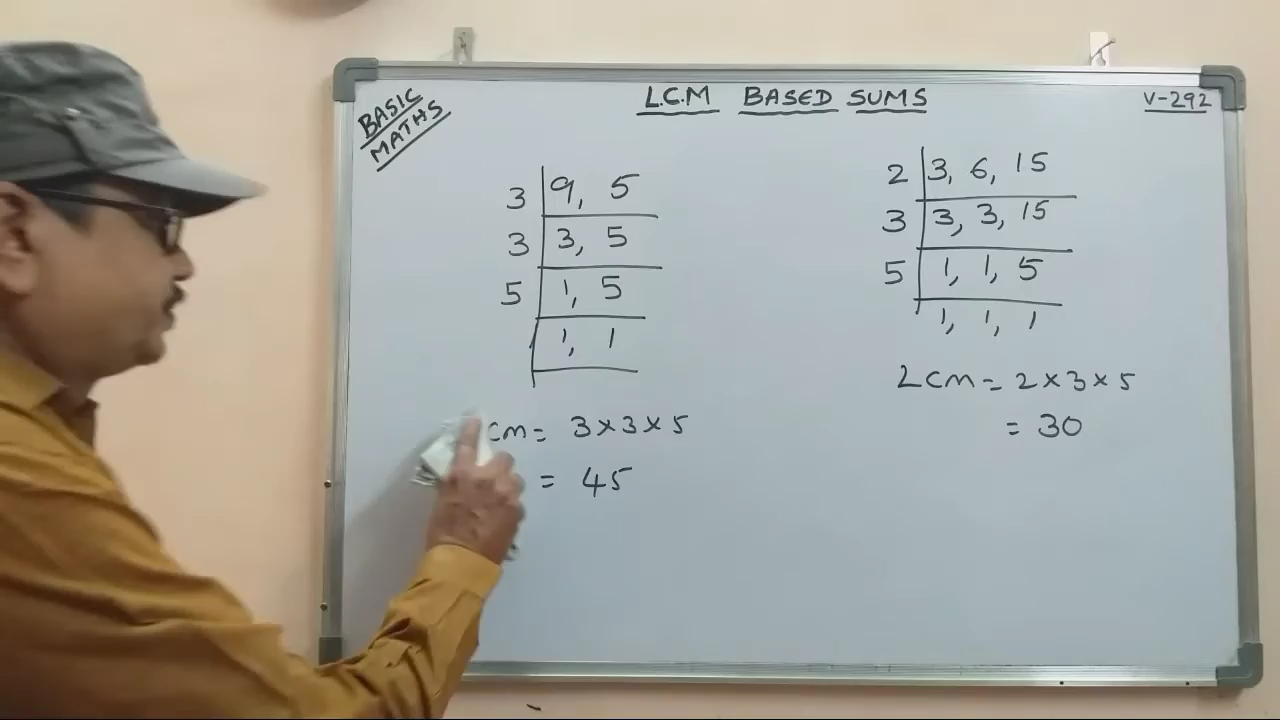 BASIC
MATHS
L.C.M BASED SUMS
V-292
3 | 9, 5
3 | 3, 5
5 | 1, 5
1, 1
cm = 3 × 3 × 5
= 45
2 | 3, 6, 15
3 | 3, 3, 15
5 | 1, 1, 5
1, 1, 1
LCM = 2 × 3 × 5
= 30